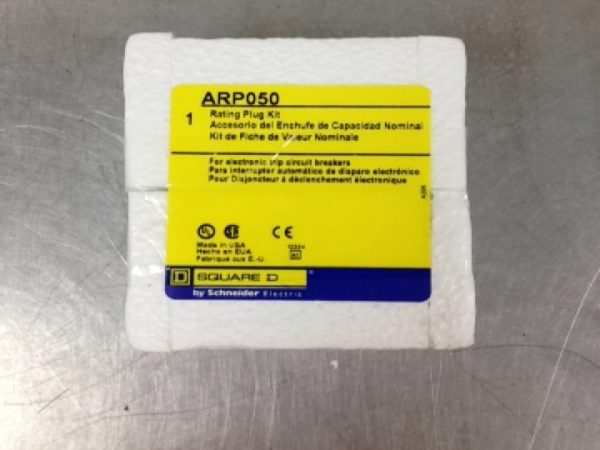 ARP050
1
Rating Plug Kit
Accesorio del Enchufe de Capacidad Nominal
Kit de Fiche de Valeur Nominale
For electronic trip circuit breakers
Para interruptor automático de disparo electrónico
Pour Disjoncteur à déclenchement électronique
UL SA CE
Made in USA
Hecho en EUA
Fabriqué aux É.-U.
D SQUARE D
by Schneider Electric